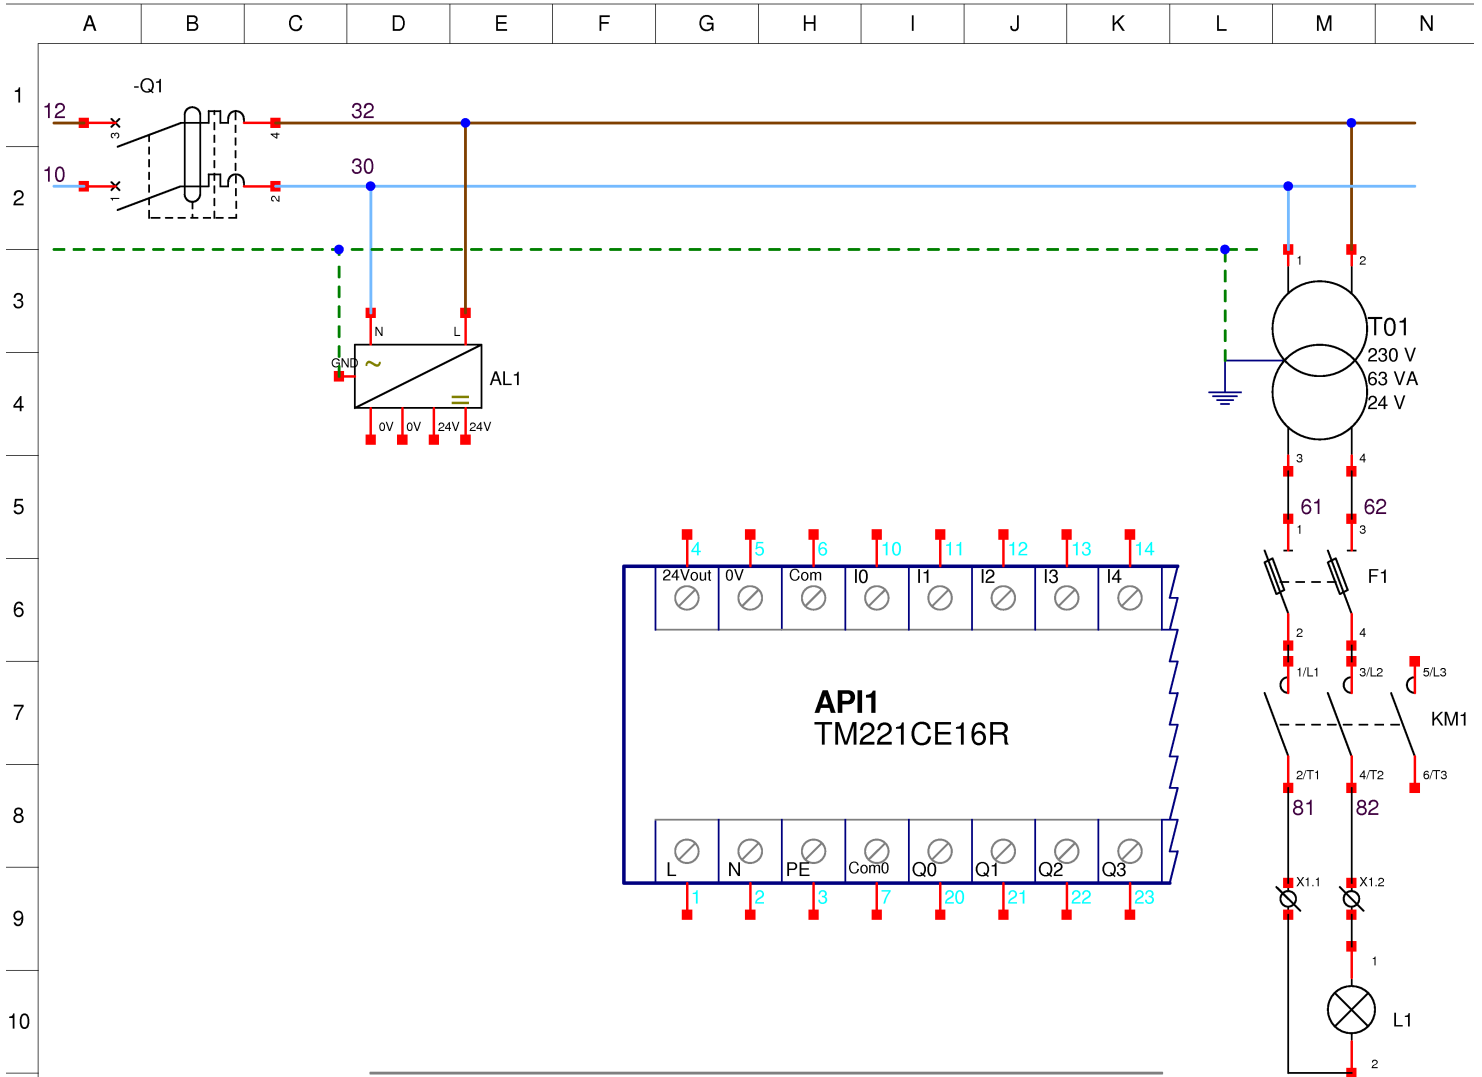 A B C D E F G H I J K L M N
1
-Q1
12
3
4
32
2
10
1
2
30
1
2
3
N
L
T01
GND
~
AL1
230 V
63 VA
24 V
4
0V
0V
24V
24V
3
4
5
61
62
1
3
4
5
6
10
11
12
13
14
24Vout
0V
Com
I0
I1
I2
I3
I4
F1
6
2
4
1/L1
3/L2
5/L3
7
API1
TM221CE16R
KM1
2/T1
4/T2
6/T3
8
81
82
L
N
PE
Com0
Q0
Q1
Q2
Q3
X1.1
X1.2
1
2
3
7
20
21
22
23
9
1
10
L1
2